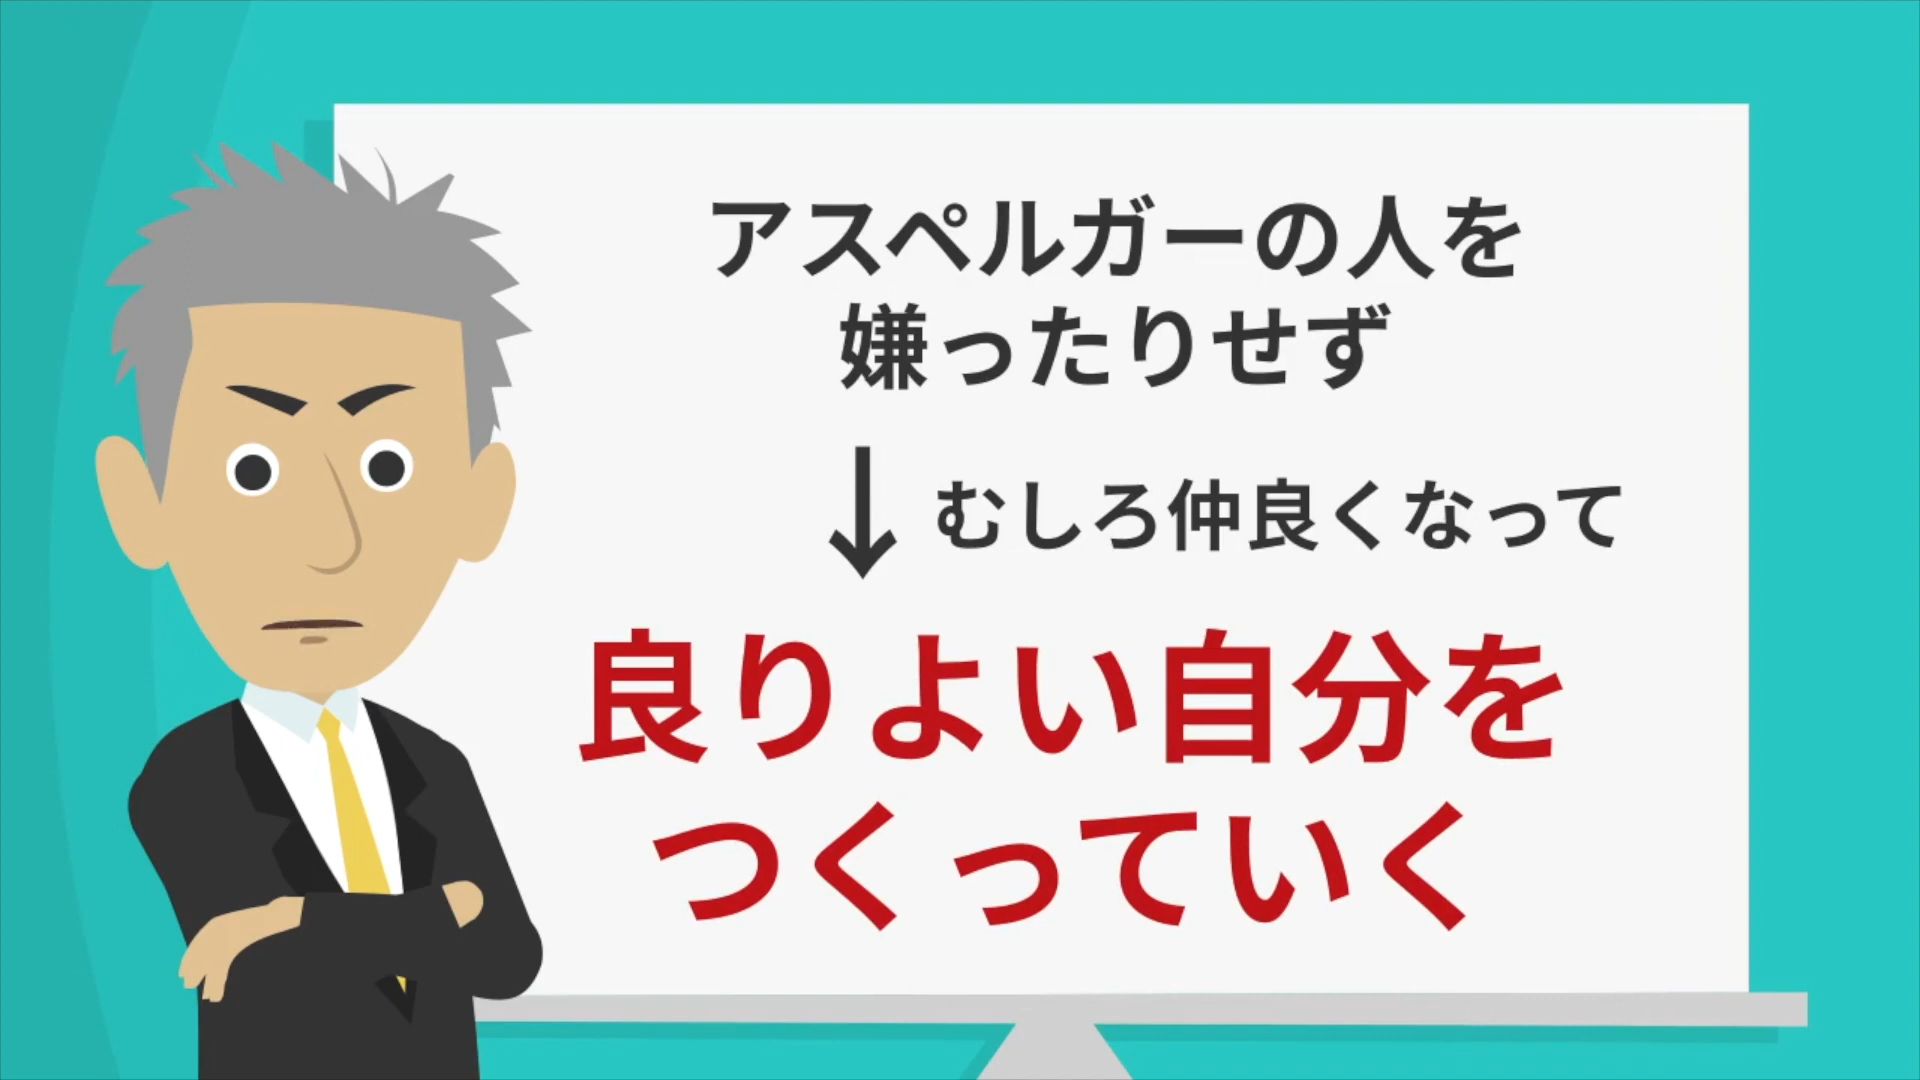 アスペルガーの人を
嫌ったりせず
↓ むしろ仲良くなって
良りよい自分を
つくっていく